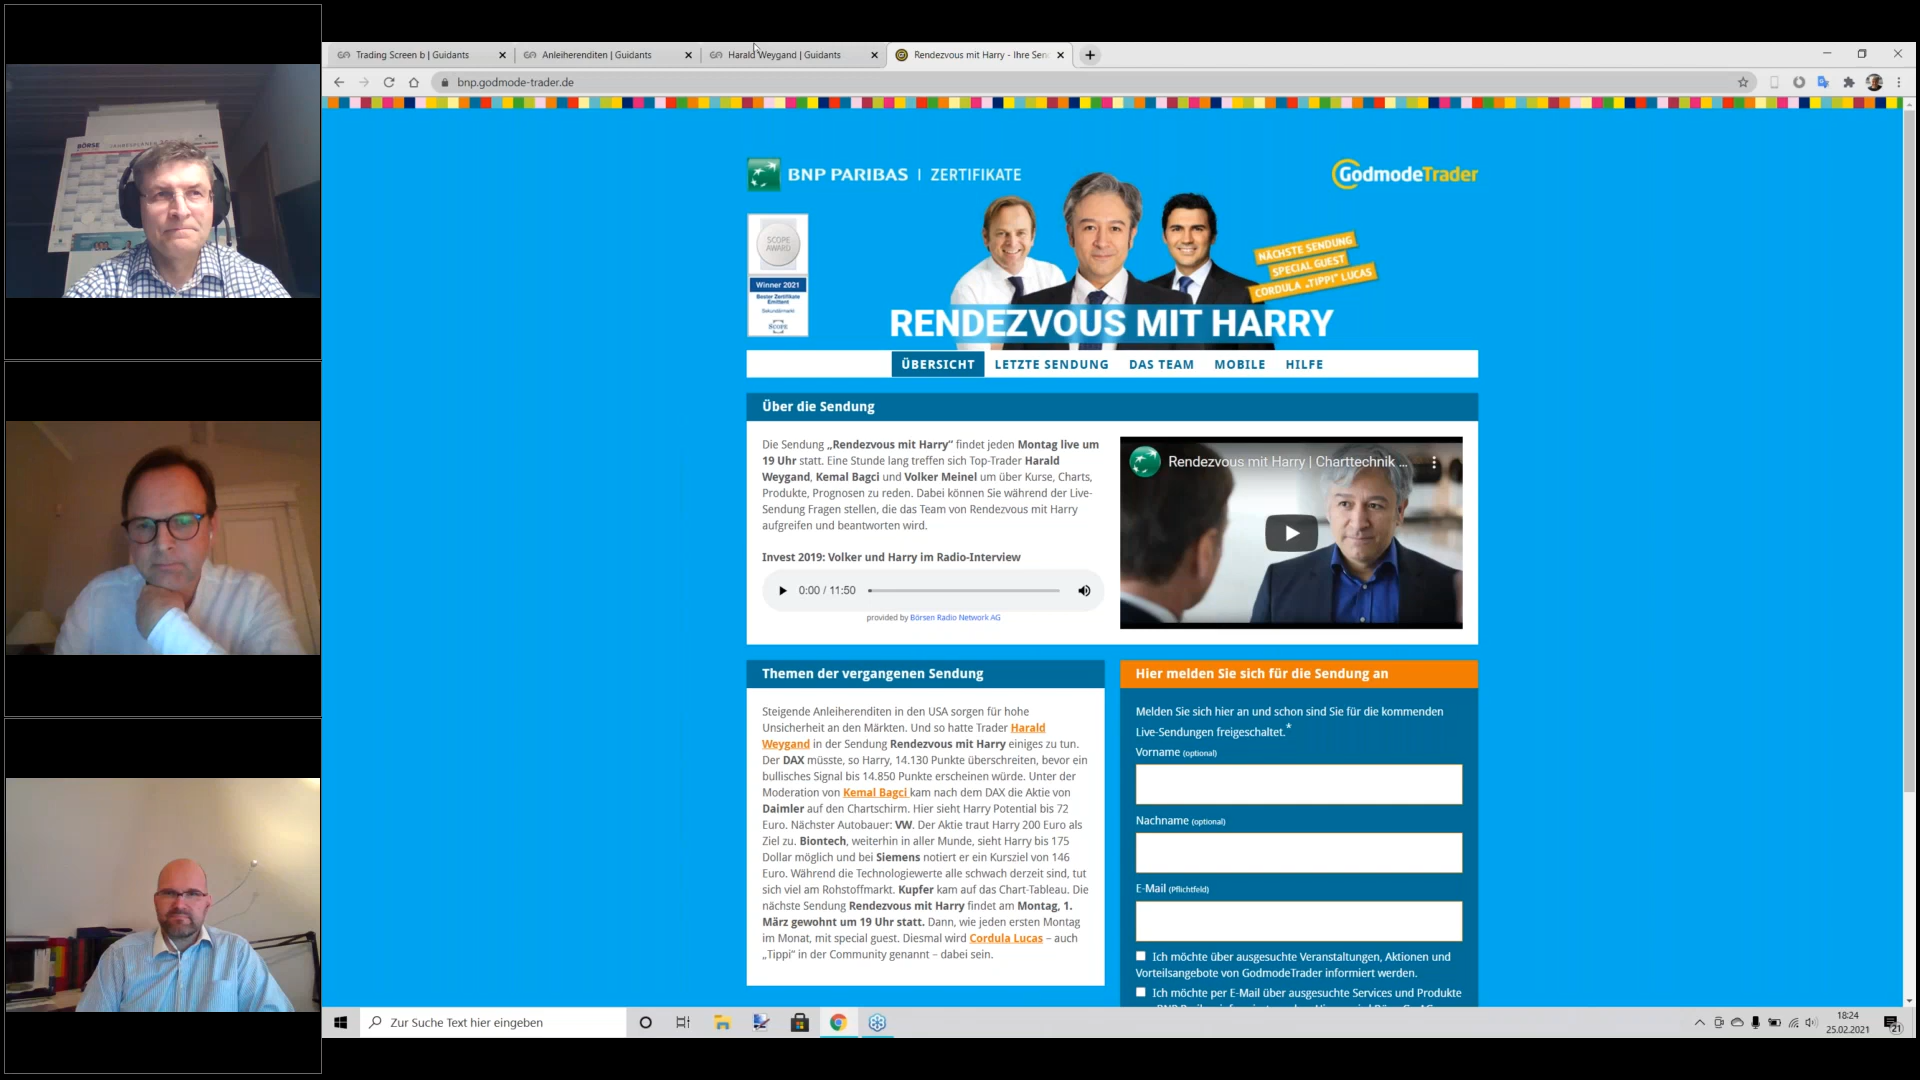 BÖRSE
JAHRESPLANER
Trading Screen b | Guidants
Anleiherenditen | Guidants
Harald Weygand | Guidants
Rendezvous mit Harry - Ihre Sen
bnp.godmode-trader.de
BNP PARIBAS | ZERTIFIKATE
GodmodeTrader
SCOPE
AWARD
Winner 2021
Bester Zertifikate
Emittent
Sekundärmarkt
SCOPE
NÄCHSTE SENDUNG
SPECIAL GUEST
CORDULA „TIPPI“ LUCAS
RENDEZVOUS MIT HARRY
ÜBERSICHT
LETZTE SENDUNG
DAS TEAM
MOBILE
HILFE
Über die Sendung
Die Sendung „Rendezvous mit Harry“ findet jeden Montag live um
19 Uhr statt. Eine Stunde lang treffen sich Top-Trader Harald
Weygand, Kemal Bagci und Volker Meinel um über Kurse, Charts,
Produkte, Prognosen zu reden. Dabei können Sie während der Live-
Sendung Fragen stellen, die das Team von Rendezvous mit Harry
aufgreifen und beantworten wird.
Invest 2019: Volker und Harry im Radio-Interview
0:00 / 11:50
provided by Börsen Radio Network AG
Rendezvous mit Harry | Charttechnik ...
Themen der vergangenen Sendung
Steigende Anleiherenditen in den USA sorgen für hohe
Unsicherheit an den Märkten. Und so hatte Trader Harald
Weygand in der Sendung Rendezvous mit Harry einiges zu tun.
Der DAX müsste, so Harry, 14.130 Punkte überschreiten, bevor ein
bullisches Signal bis 14.850 Punkte erscheinen würde. Unter der
Moderation von Kemal Bagci kam nach dem DAX die Aktie von
Daimler auf den Chartschirm. Hier sieht Harry Potential bis 72
Euro. Nächster Autobauer: VW. Der Aktie traut Harry 200 Euro als
Ziel zu. Biontech, weiterhin in aller Munde, sieht Harry bis 175
Dollar möglich und bei Siemens notiert er ein Kursziel von 146
Euro. Während die Technologiewerte alle schwach derzeit sind, tut
sich viel am Rohstoffmarkt. Kupfer kam auf das Chart-Tableau. Die
nächste Sendung Rendezvous mit Harry findet am Montag, 1.
März gewohnt um 19 Uhr statt. Dann, wie jeden ersten Montag
im Monat, mit special guest. Diesmal wird Cordula Lucas – auch
„Tippi“ in der Community genannt – dabei sein.
Hier melden Sie sich für die Sendung an
Melden Sie sich hier an und schon sind Sie für die kommenden
Live-Sendungen freigeschaltet.*
Vorname (optional)
Nachname (optional)
E-Mail (Pflichtfeld)
Ich möchte über ausgesuchte Veranstaltungen, Aktionen und
Vorteilsangebote von GodmodeTrader informiert werden.
Ich möchte per E-Mail über ausgesuchte Services und Produkte
Zur Suche Text hier eingeben
18:24
25.02.2021
21